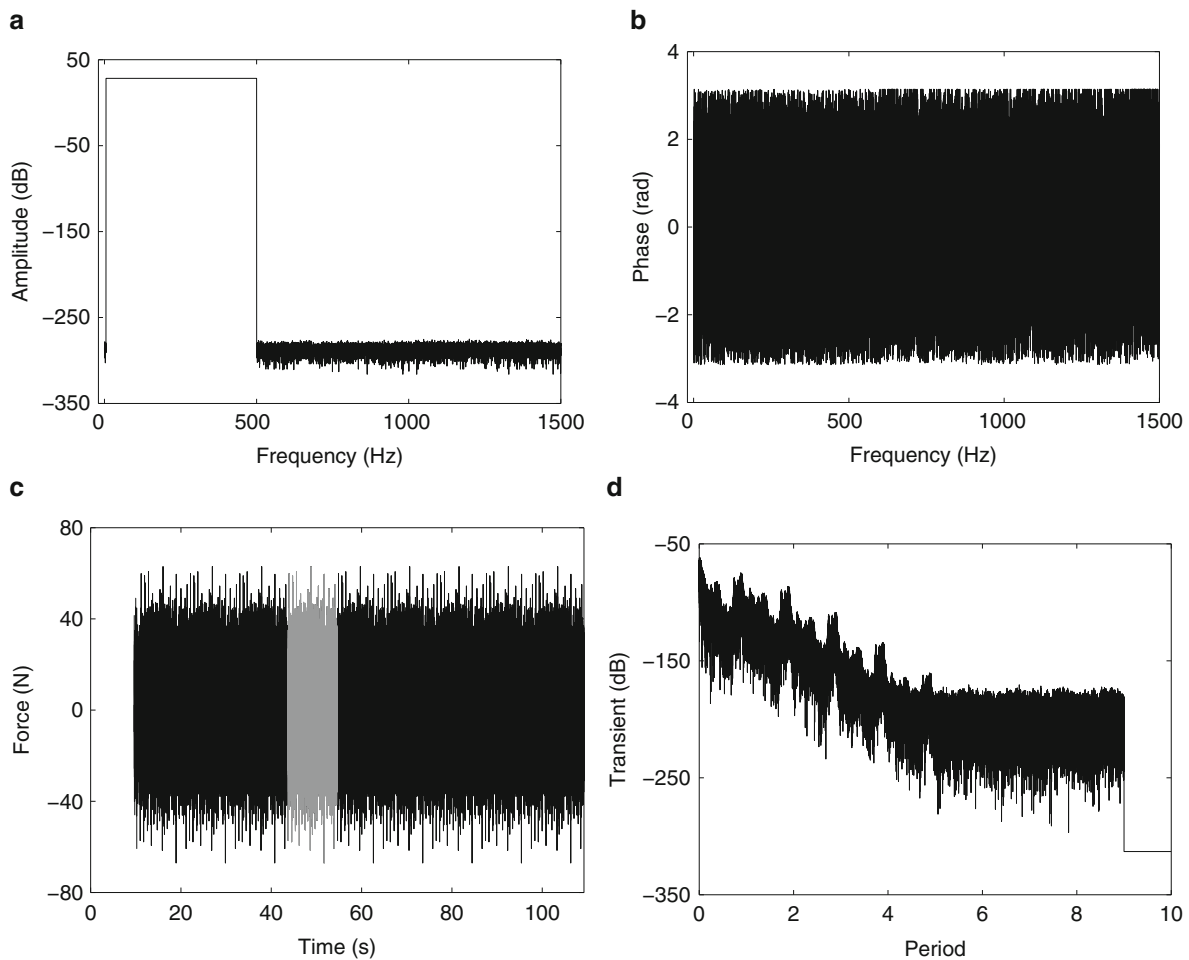 a
50
−50
−150
−250
−350
Amplitude (dB)
0 500 1000 1500
Frequency (Hz)
b
4
2
0
−2
−4
Phase (rad)
0 500 1000 1500
Frequency (Hz)
c
80
40
0
−40
−80
Force (N)
0 20 40 60 80 100
Time (s)
d
−50
−150
−250
−350
Transient (dB)
0 2 4 6 8 10
Period